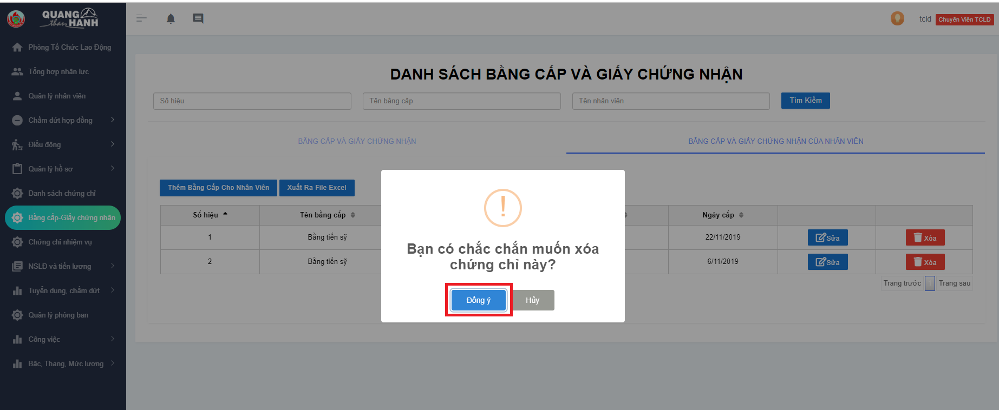 QUANG
than HANH
tcld
Chuyên Viên TCLD
Phòng Tổ Chức Lao Động
Tổng hợp nhân lực
Quản lý nhân viên
Chấm dứt hợp đồng
Điều động
Quản lý hồ sơ
Danh sách chứng chỉ
Bằng cấp-Giấy chứng nhận
Chứng chỉ nhiệm vụ
NSLĐ và tiền lương
Tuyển dụng, chấm dứt
Quản lý phòng ban
Công việc
Bậc, Thang, Mức lương
DANH SÁCH BẰNG CẤP VÀ GIẤY CHỨNG NHẬN
Số hiệu
Tên bằng cấp
Tên nhân viên
Tìm Kiếm
BẰNG CẤP VÀ GIẤY CHỨNG NHẬN
BẰNG CẤP VÀ GIẤY CHỨNG NHẬN CỦA NHÂN VIÊN
Thêm Bằng Cấp Cho Nhân Viên
Xuất Ra File Excel
Số hiệu
Tên bằng cấp
Ngày cấp
1
Bằng tiến sỹ
22/11/2019
Sửa
Xóa
2
Bằng tiến sỹ
6/11/2019
Sửa
Xóa
Trang trước
Trang sau
!
Bạn có chắc chắn muốn xóa
chứng chỉ này?
Đồng ý
Hủy